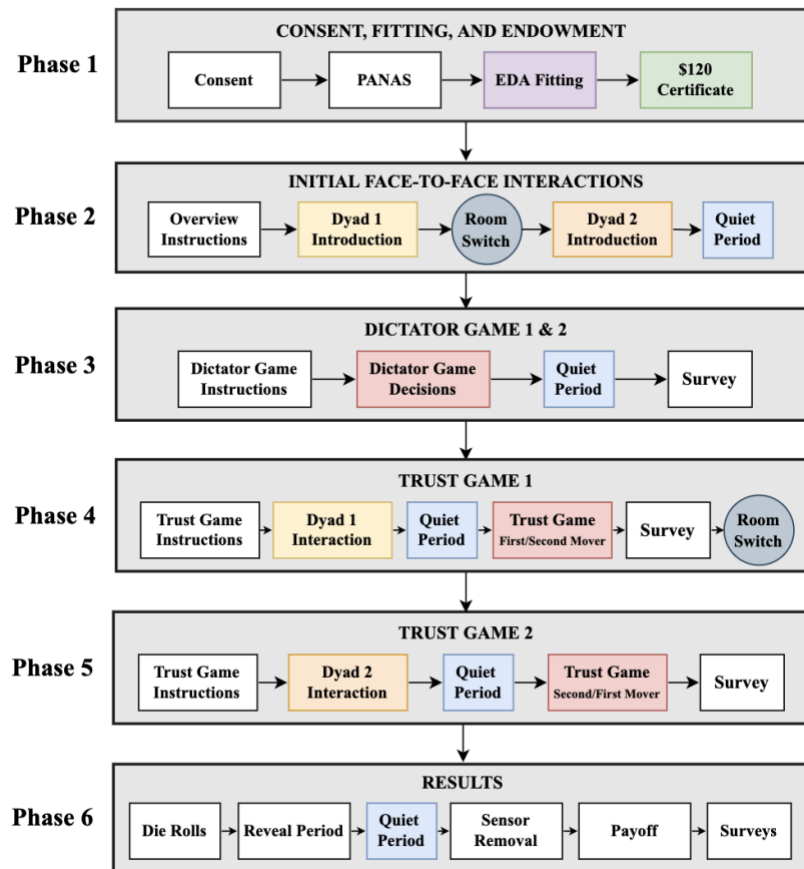 CONSENT, FITTING, AND ENDOWMENT
Phase 1
Consent
PANAS
EDA Fitting
$120
Certificate
INITIAL FACE-TO-FACE INTERACTIONS
Phase 2
Overview
Instructions
Dyad 1
Introduction
Room
Switch
Dyad 2
Introduction
Quiet
Period
DICTATOR GAME 1 & 2
Phase 3
Dictator Game
Instructions
Dictator Game
Decisions
Quiet
Period
Survey
TRUST GAME 1
Phase 4
Trust Game
Instructions
Dyad 1
Interaction
Quiet
Period
Trust Game
First/Second Mover
Survey
Room
Switch
TRUST GAME 2
Phase 5
Trust Game
Instructions
Dyad 2
Interaction
Quiet
Period
Trust Game
Second/First Mover
Survey
RESULTS
Phase 6
Die Rolls
Reveal Period
Quiet
Period
Sensor
Removal
Payoff
Surveys